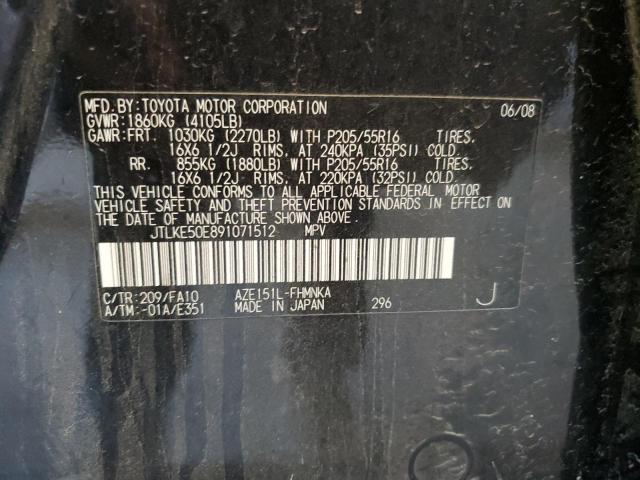 MFD. BY: TOYOTA MOTOR CORPORATION 06/08
GVWR: 1860KG (4105LB)
GAWR: FRT. 1030KG (2270LB) WITH P205/55R16 TIRES.
16X6 1/2J RIMS. AT 240KPA (35PSI) COLD.
RR. 855KG (1880LB) WITH P205/55R16 TIRES.
16X6 1/2J RIMS. AT 220KPA (32PSI) COLD.
THIS VEHICLE CONFORMS TO ALL APPLICABLE FEDERAL MOTOR
VEHICLE SAFETY AND THEFT PREVENTION STANDARDS IN EFFECT ON
THE DATE OF MANUFACTURE SHOWN ABOVE.
JTLKE50E891071512 MPV
C/TR: 209/FA10 AZE151L-FHMNKA
A/TM: -01A/E351 MADE IN JAPAN 296 J